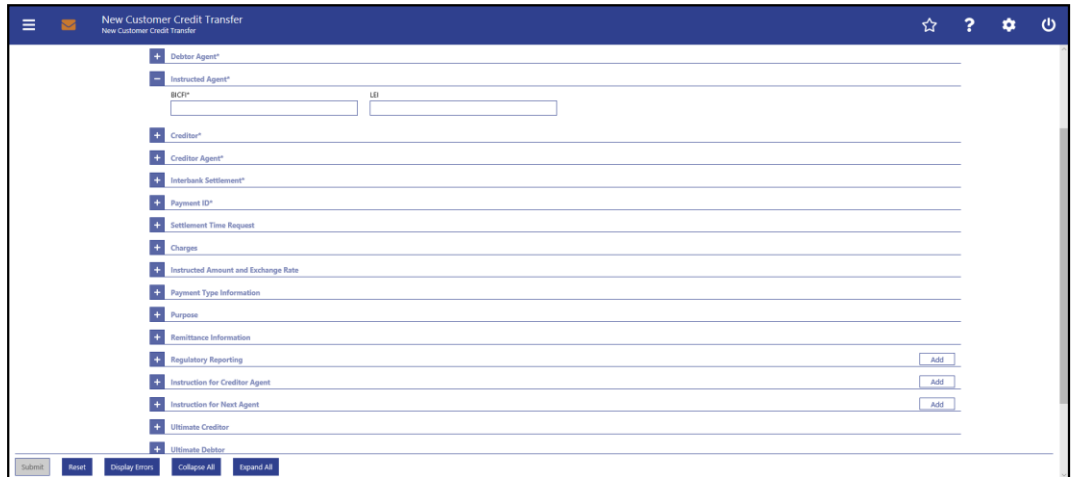 New Customer Credit Transfer
New Customer Credit Transfer
Debtor Agent*
Instructed Agent*
BICFI* LEI
Creditor*
Creditor Agent*
Interbank Settlement*
Payment ID*
Settlement Time Request
Charges
Instructed Amount and Exchange Rate
Payment Type Information
Purpose
Remittance Information
Regulatory Reporting Add
Instruction for Creditor Agent Add
Instruction for Next Agent Add
Ultimate Creditor
Ultimate Debtor
Submit Reset Display Errors Collapse All Expand All